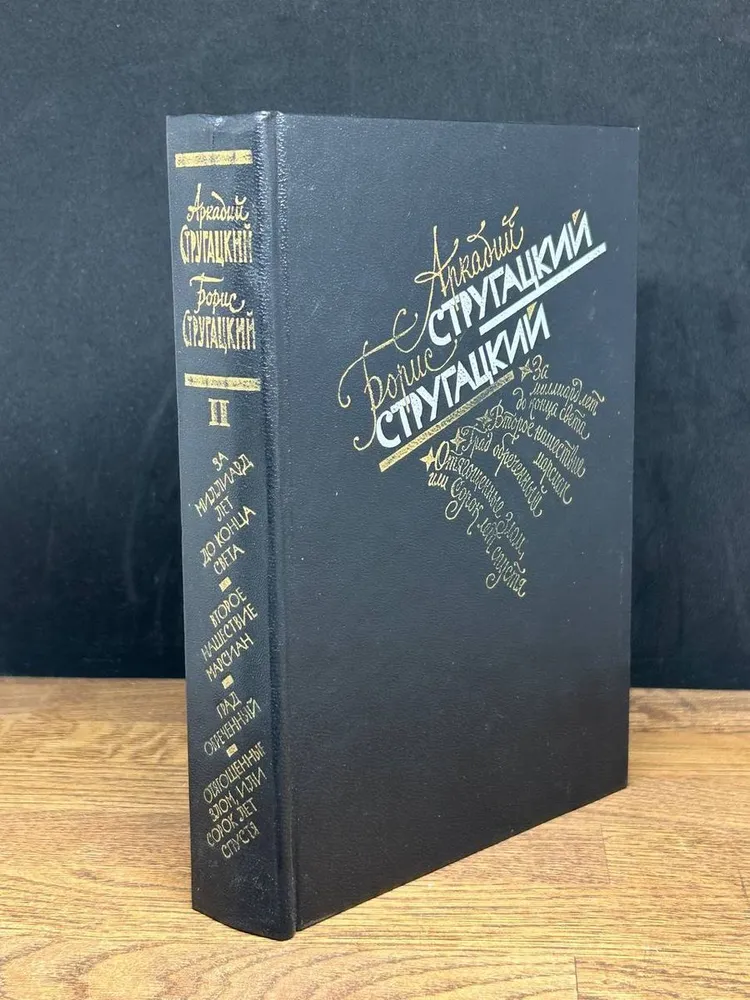 Аркадий
СТРУГАЦКИЙ
Борис
СТРУГАЦКИЙ
II
ЗА
МИЛЛИАРД
ЛЕТ
ДО КОНЦА
СВЕТА
ВТОРОЕ
НАШЕСТВИЕ
МАРСИАН
ГРАД
ОБРЕЧЕННЫЙ
ОТЯГОЩЕННЫЕ
ЗЛОМ, ИЛИ
СОРОК ЛЕТ
СПУСТЯ
Аркадий
СТРУГАЦКИЙ
Борис
СТРУГАЦКИЙ
За
миллиард лет
до конца света
Второе нашествие
марсиан
Град обреченный
Отягощенные злом,
или сорок лет спустя